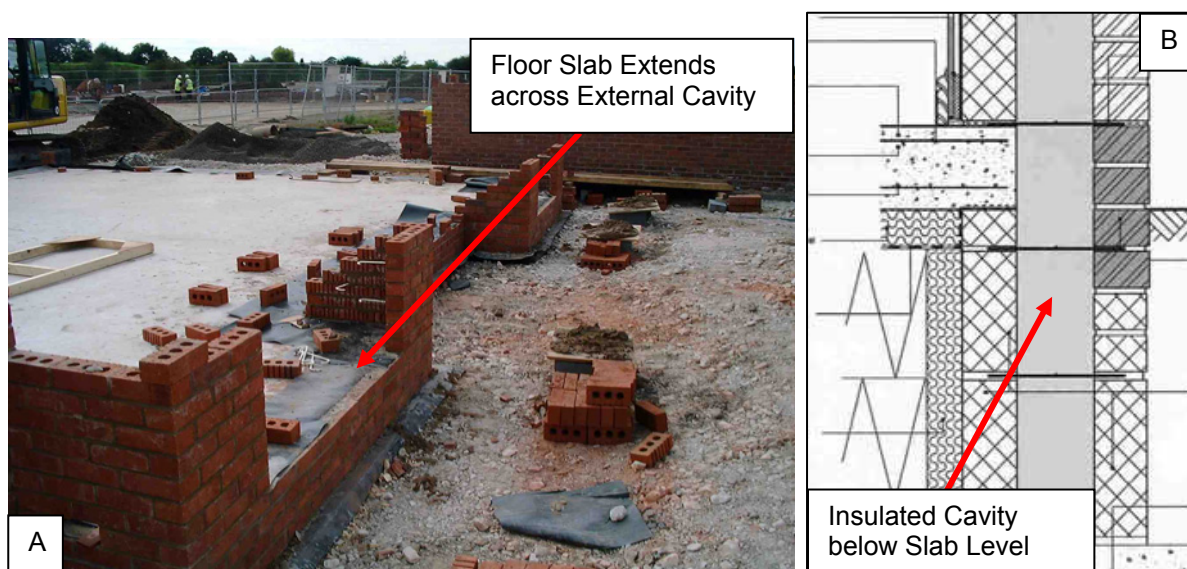 Floor Slab Extends
across External Cavity
A
B
Insulated Cavity
below Slab Level